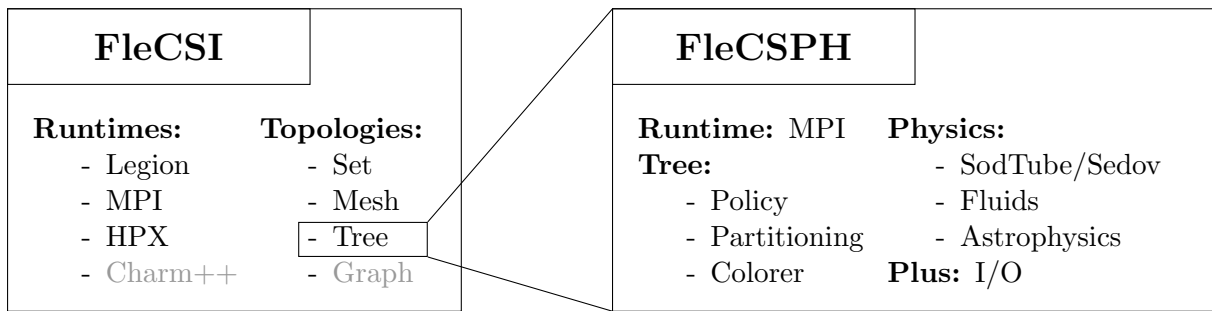 FleCSI
Runtimes:
- Legion
- MPI
- HPX
- Charm++
Topologies:
- Set
- Mesh
- Tree
- Graph
FleCSPH
Runtime: MPI
Tree:
- Policy
- Partitioning
- Colorer
Physics:
- SodTube/Sedov
- Fluids
- Astrophysics
Plus: I/O